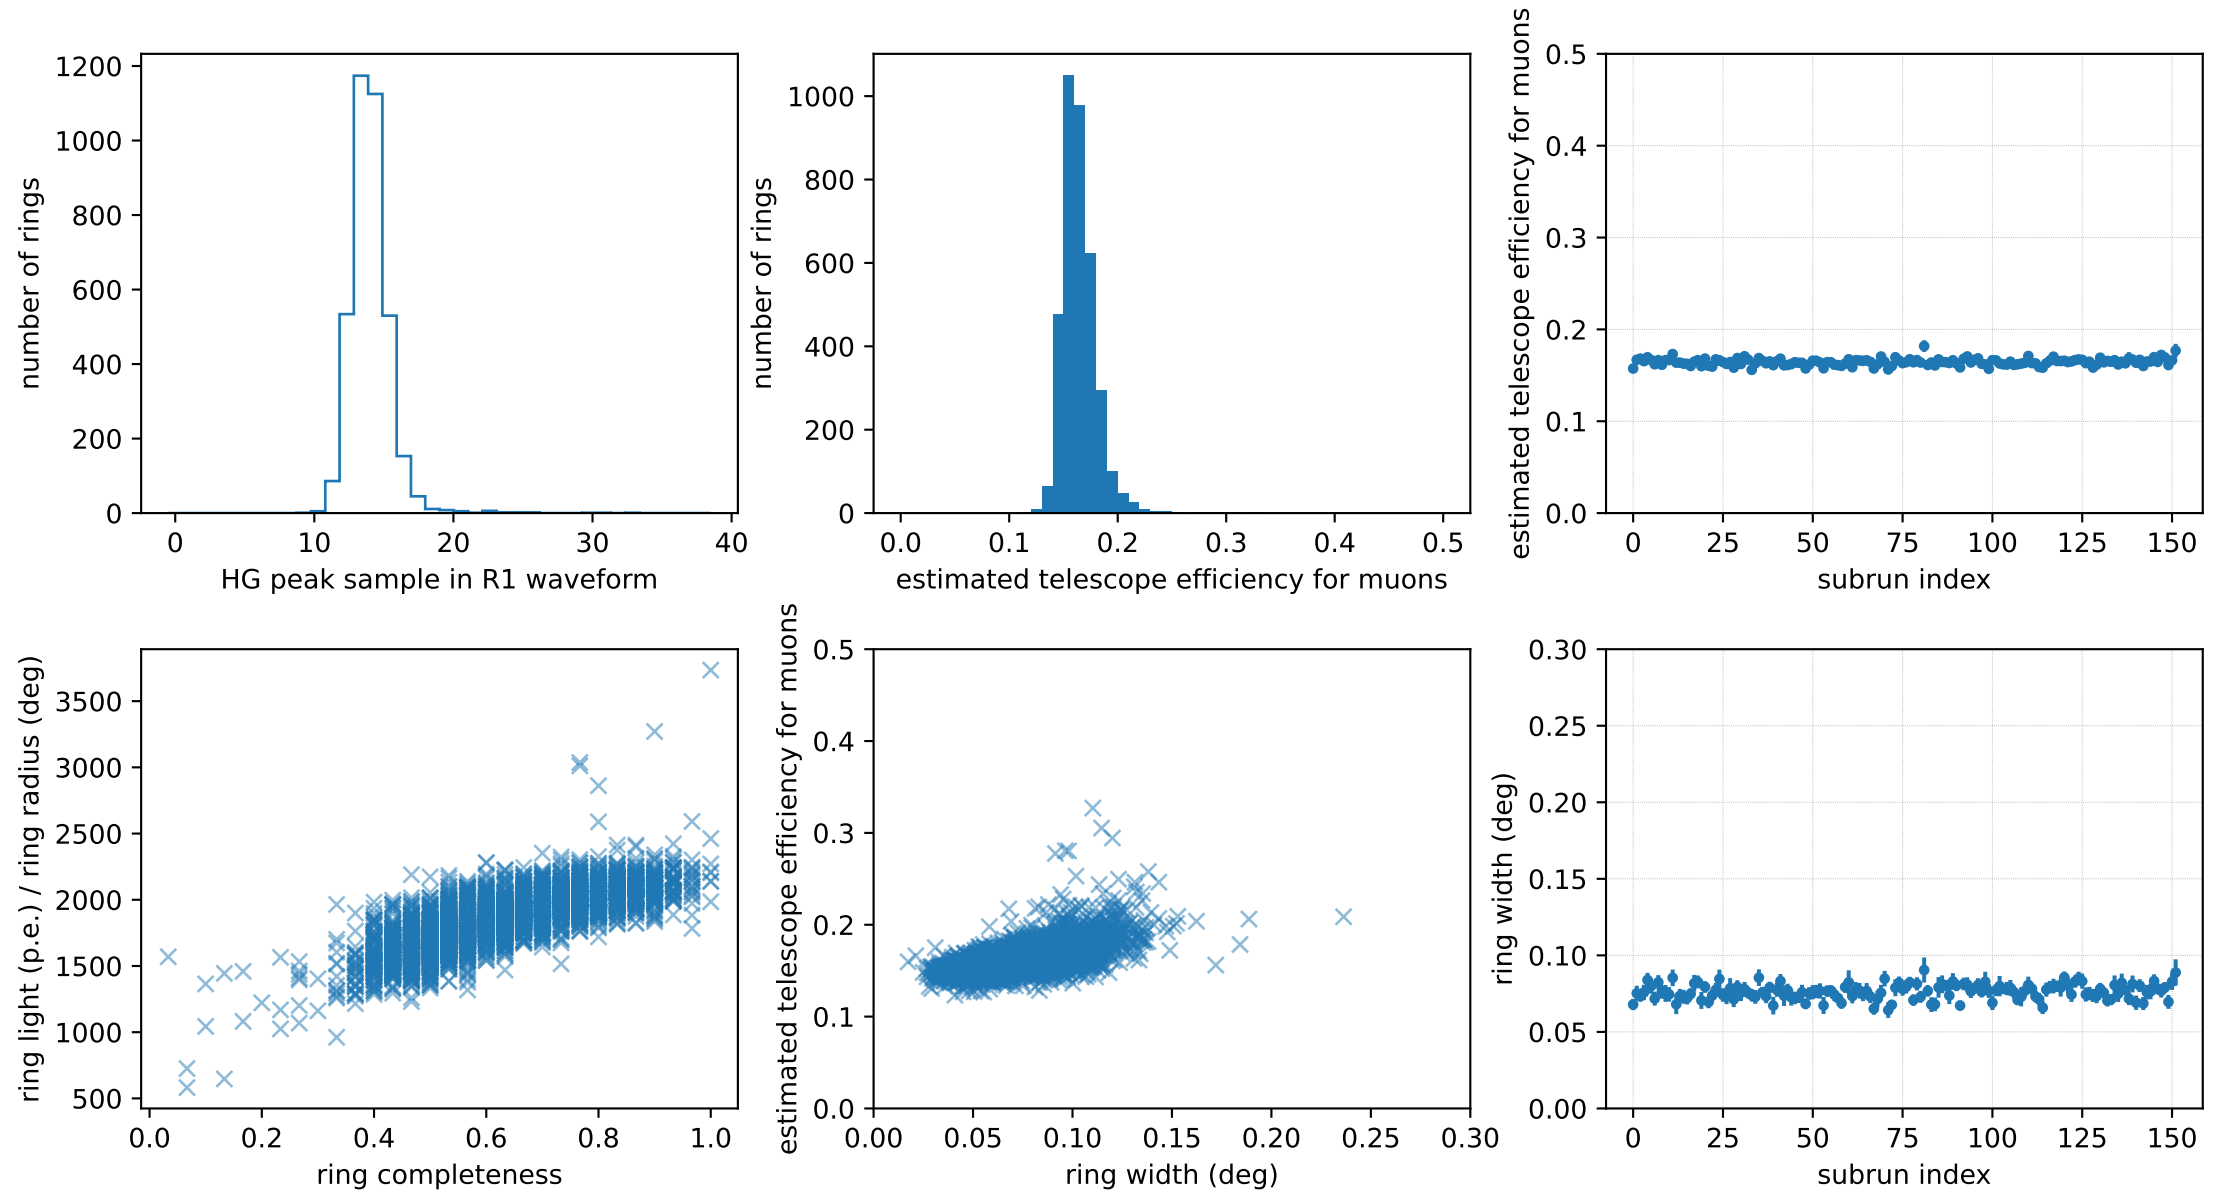 1200
1000
800
600
400
200
0
number of rings
0 10 20 30 40
HG peak sample in R1 waveform
1000
800
600
400
200
0
number of rings
0.0 0.1 0.2 0.3 0.4 0.5
estimated telescope efficiency for muons
0.5
0.4
0.3
0.2
0.1
0.0
estimated telescope efficiency for muons
0 25 50 75 100 125 150
subrun index
3500
3000
2500
2000
1500
1000
500
ring light (p.e.) / ring radius (deg)
0.0 0.2 0.4 0.6 0.8 1.0
ring completeness
0.5
0.4
0.3
0.2
0.1
0.0
estimated telescope efficiency for muons
0.00 0.05 0.10 0.15 0.20 0.25 0.30
ring width (deg)
0.30
0.25
0.20
0.15
0.10
0.05
0.00
ring width (deg)
0 25 50 75 100 125 150
subrun index